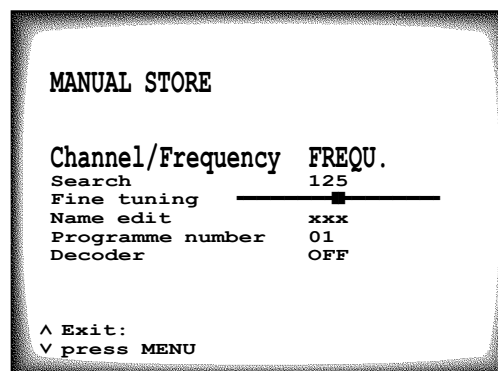 MANUAL STORE
Channel/Frequency FREQU.
Search 125
Fine tuning
Name edit xxx
Programme number 01
Decoder OFF
^ Exit:
v press MENU